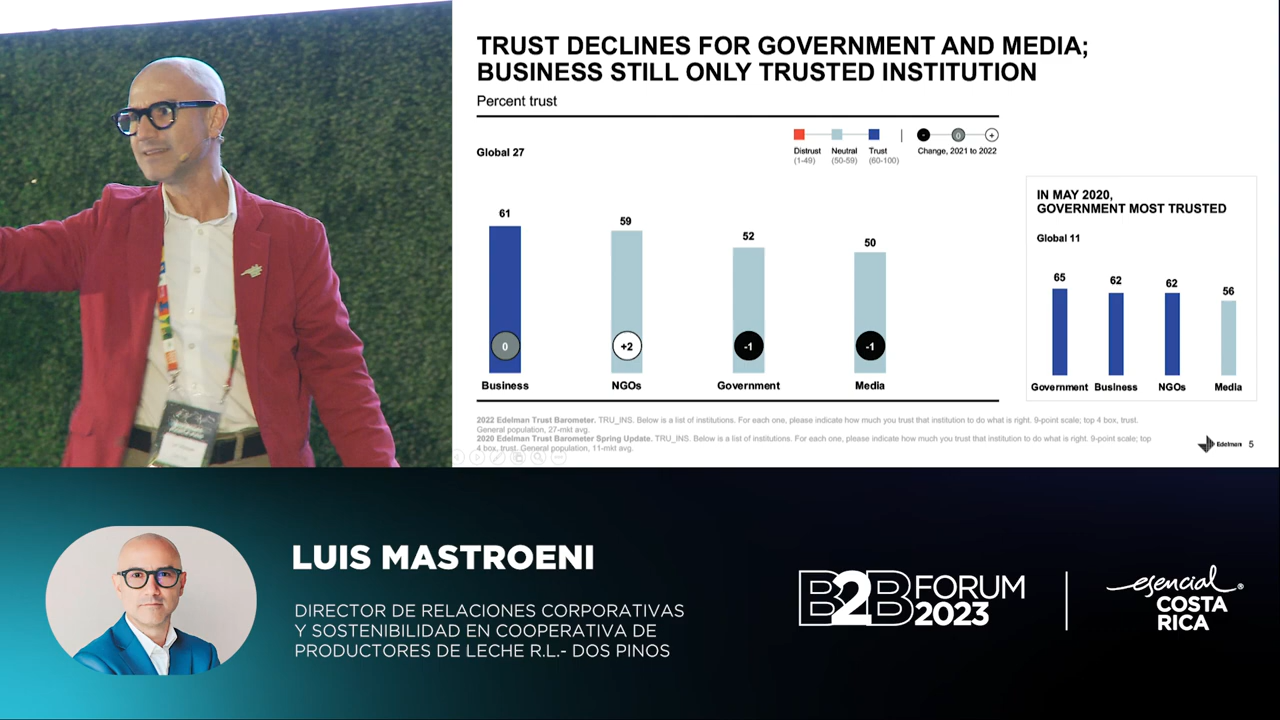 TRUST DECLINES FOR GOVERNMENT AND MEDIA;
BUSINESS STILL ONLY TRUSTED INSTITUTION
Percent trust
Global 27
Distrust
(1-49)
Neutral
(50-59)
Trust
(60-100)
- 0 +
Change, 2021 to 2022
61
59
52
50
0
+2
-1
-1
Business
NGOs
Government
Media
IN MAY 2020,
GOVERNMENT MOST TRUSTED
Global 11
65
62
62
56
Government
Business
NGOs
Media
2022 Edelman Trust Barometer. TRU_INS. Below is a list of institutions. For each one, please indicate how much you trust that institution to do what is right. 9-point scale; top 4 box, trust.
General population, 27-mkt avg.
2020 Edelman Trust Barometer Spring Update. TRU_INS. Below is a list of institutions. For each one, please indicate how much you trust that institution to do what is right. 9-point scale; top
4 box, trust. General population, 11-mkt avg.
Edelman 5
LUIS MASTROENI
DIRECTOR DE RELACIONES CORPORATIVAS
Y SOSTENIBILIDAD EN COOPERATIVA DE
PRODUCTORES DE LECHE R.L.- DOS PINOS
B2B FORUM
2023
esencial
COSTA
RICA
®